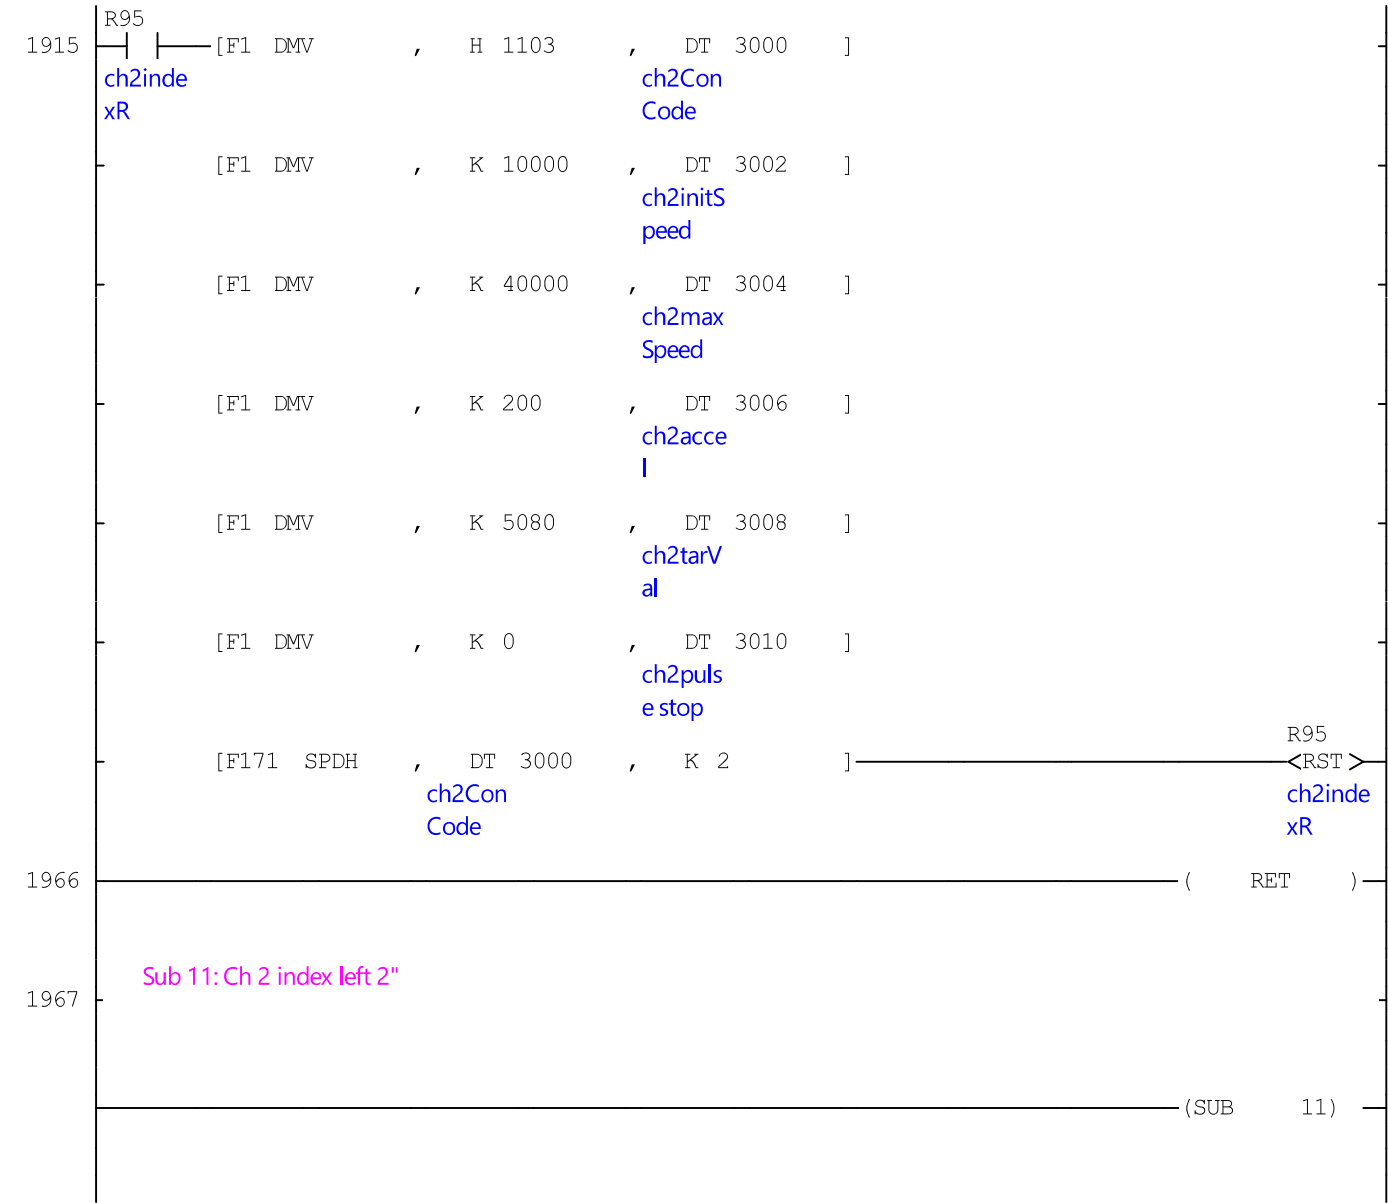 R95
1915 [F1 DMV , H 1103 , DT 3000 ]
ch2inde ch2Con
xR Code
[F1 DMV , K 10000 , DT 3002 ]
ch2initS
peed
[F1 DMV , K 40000 , DT 3004 ]
ch2max
Speed
[F1 DMV , K 200 , DT 3006 ]
ch2acce
l
[F1 DMV , K 5080 , DT 3008 ]
ch2tarV
al
[F1 DMV , K 0 , DT 3010 ]
ch2puls
e stop
R95
[F171 SPDH , DT 3000 , K 2 ] <RST>
ch2Con ch2inde
Code xR
1966 ( RET )
Sub 11: Ch 2 index left 2"
1967
(SUB 11)